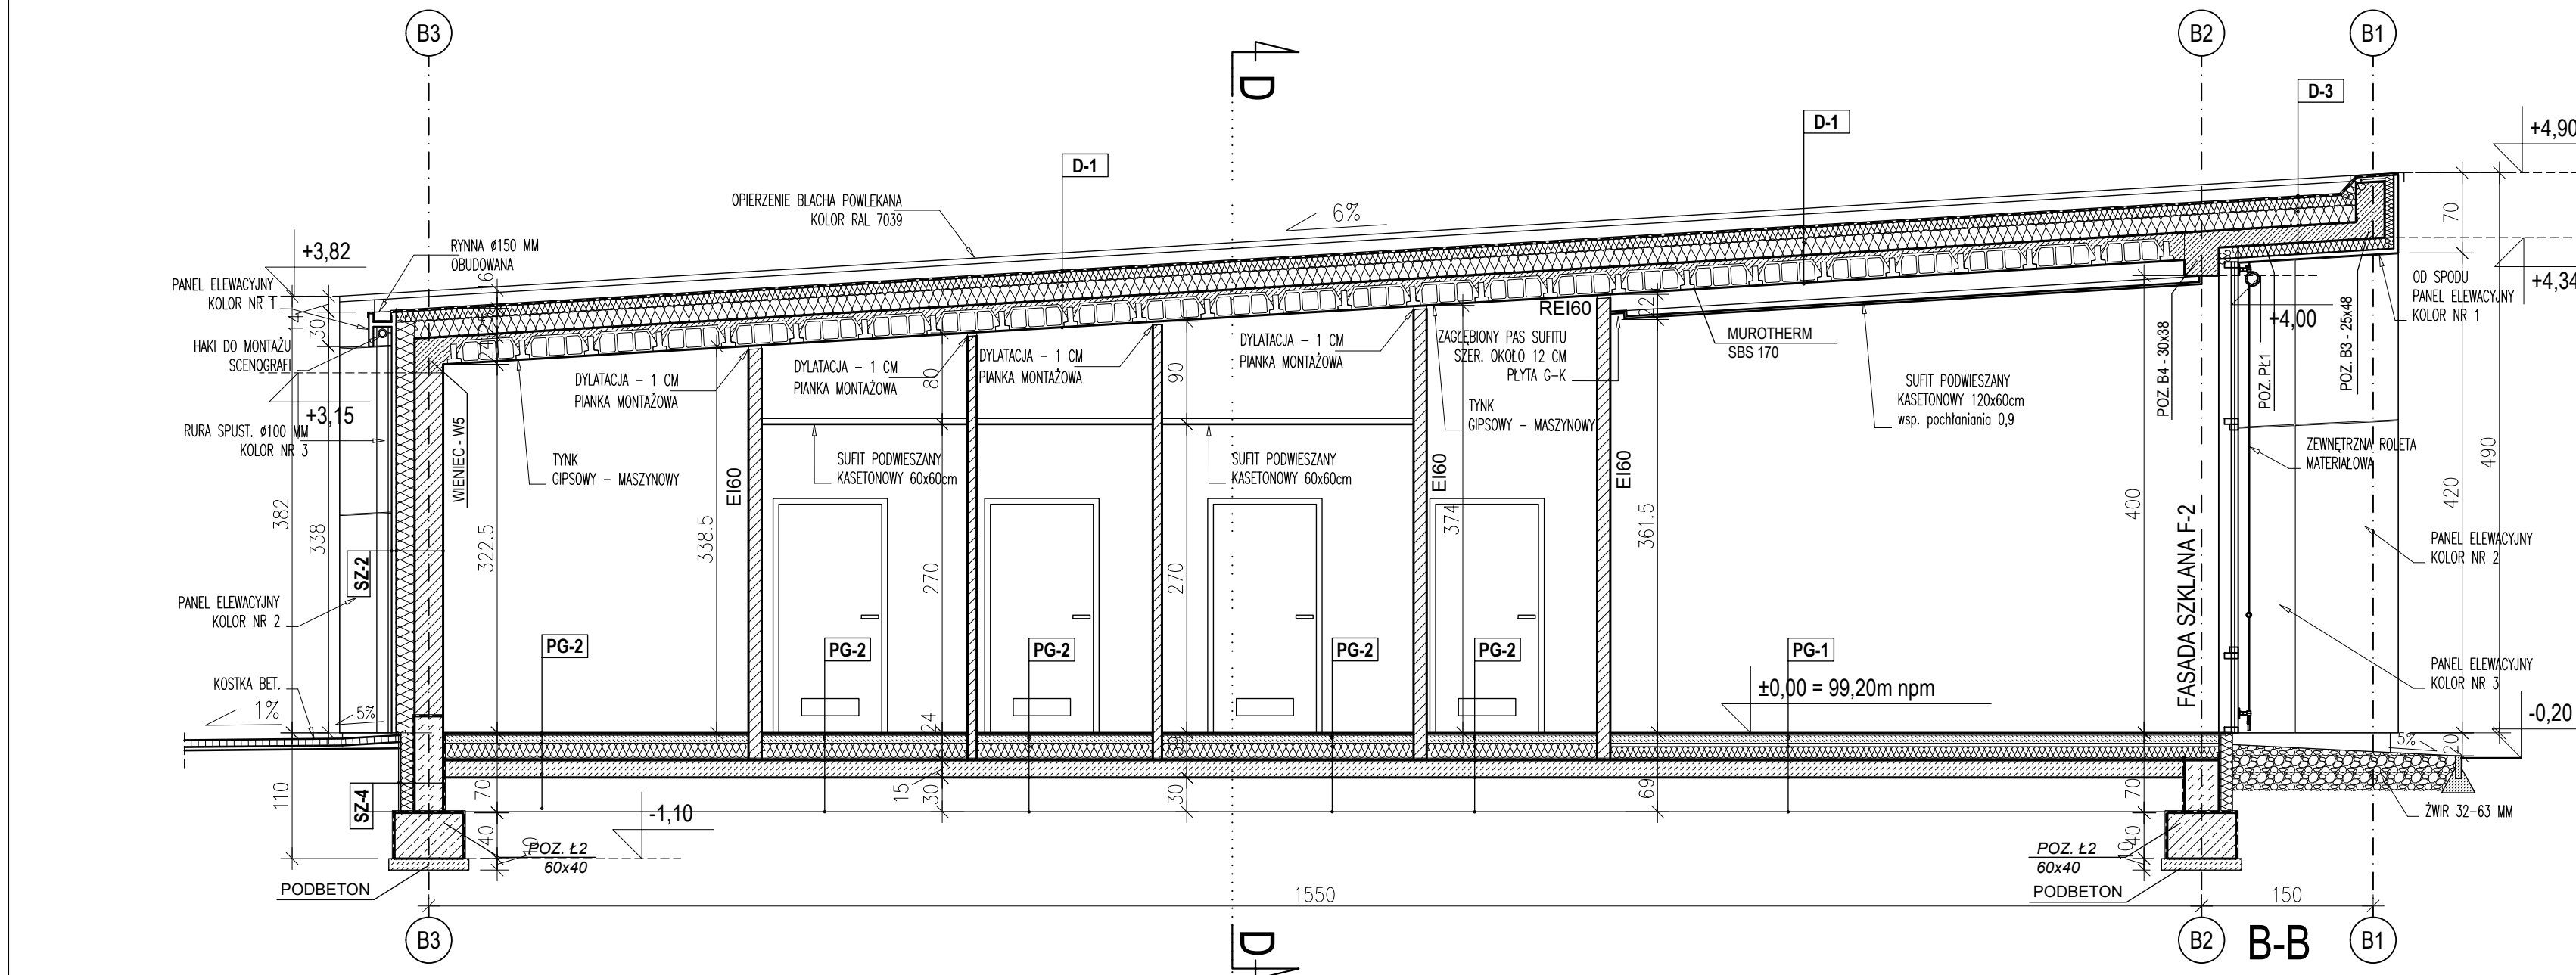 B3
B2
B1
D
D-3
D-1
D-1
+4,90
OPIERZENIE BLACHA POWLEKANA
KOLOR RAL 7039
6%
+3,82
RYNNA ø150 MM
OBUDOWANA
PANEL ELEWACYJNY
KOLOR NR 1
HAKI DO MONTAŻU
SCENOGRAFI
+3,15
RURA SPUST. ø100 MM
KOLOR NR 3
14
30
16
24
WIENIEC - W5
TYNK
GIPSOWY – MASZYNOWY
DYLATACJA – 1 CM
PIANKA MONTAŻOWA
DYLATACJA – 1 CM
PIANKA MONTAŻOWA
DYLATACJA – 1 CM
PIANKA MONTAŻOWA
DYLATACJA – 1 CM
PIANKA MONTAŻOWA
80
90
REI60
22
ZAGŁĘBIONY PAS SUFITU
SZER. OKOŁO 12 CM
PŁYTA G-K
MUROTHERM
SBS 170
TYNK
GIPSOWY – MASZYNOWY
SUFIT PODWIESZANY
KASETONOWY 120x60cm
wsp. pochłaniania 0,9
POZ. B4 - 30x38
POZ. PŁ1
POZ. B3 - 25x48
+4,00
OD SPODU
PANEL ELEWACYJNY
KOLOR NR 1
+4,34
70
490
420
ZEWNĘTRZNA ROLETA
MATERIAŁOWA
SUFIT PODWIESZANY
KASETONOWY 60x60cm
SUFIT PODWIESZANY
KASETONOWY 60x60cm
EI60
EI60
EI60
382
338
322.5
338.5
270
270
374
361.5
400
FASADA SZKLANA F-2
PANEL ELEWACYJNY
KOLOR NR 2
PANEL ELEWACYJNY
KOLOR NR 3
SZ-2
PANEL ELEWACYJNY
KOLOR NR 2
KOSTKA BET.
1%
5%
PG-2
PG-2
PG-2
PG-2
PG-2
PG-1
±0,00 = 99,20m npm
-0,20
5%
20
24
39
110
SZ-4
70
40
10
15
30
30
69
70
40
10
-1,10
POZ. Ł2
60x40
PODBETON
POZ. Ł2
60x40
PODBETON
ŻWIR 32-63 MM
1550
150
B3
D
B2
B-B
B1